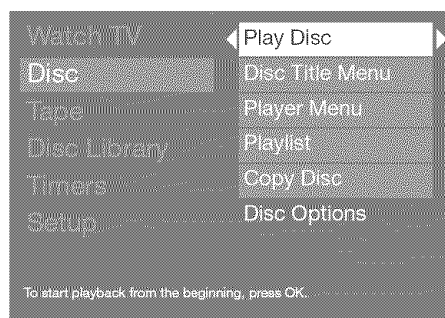 Watch TV
Disc
Tape
Disc Library
Timers
Setup
Play Disc
Disc Title Menu
Player Menu
Playlist
Copy Disc
Disc Options
To start playback from the beginning, press OK.